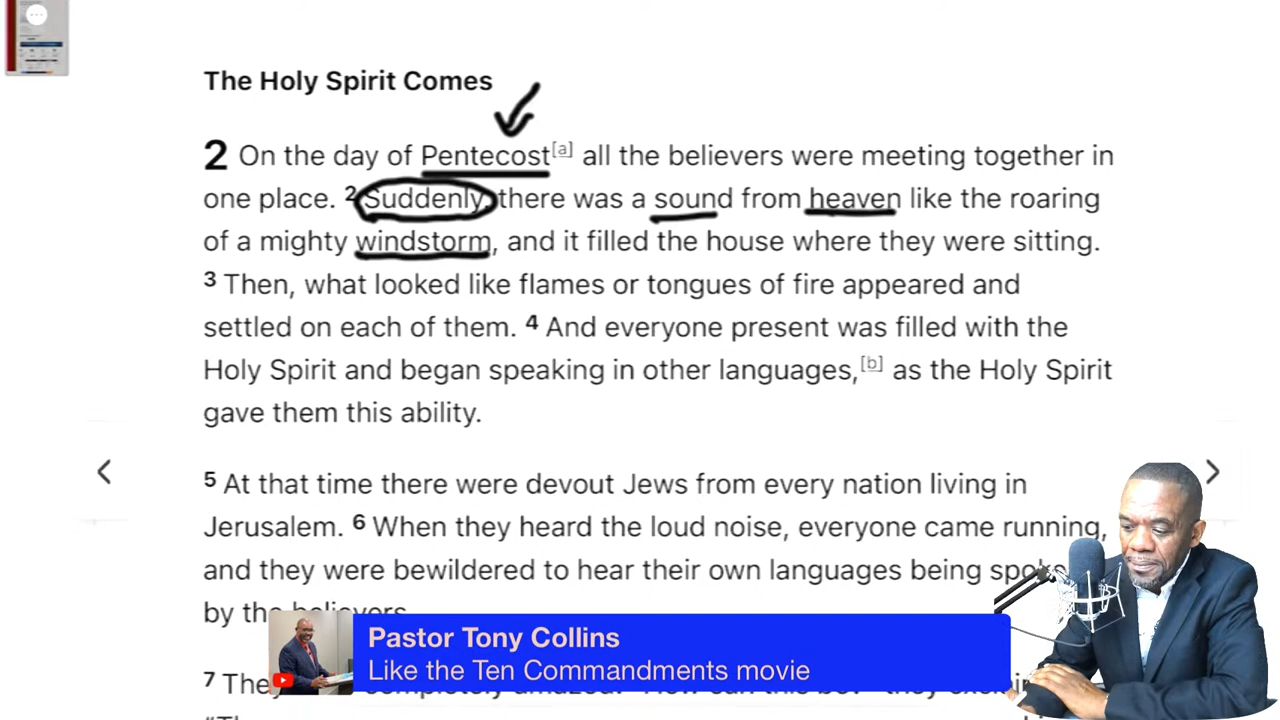 The Holy Spirit Comes
2 On the day of Pentecost[a] all the believers were meeting together in
one place. 2 Suddenly, there was a sound from heaven like the roaring
of a mighty windstorm, and it filled the house where they were sitting.
3 Then, what looked like flames or tongues of fire appeared and
settled on each of them. 4 And everyone present was filled with the
Holy Spirit and began speaking in other languages,[b] as the Holy Spirit
gave them this ability.
5 At that time there were devout Jews from every nation living in
Jerusalem. 6 When they heard the loud noise, everyone came running,
and they were bewildered to hear their own languages being
by the believers.
Pastor Tony Collins
Like the Ten Commandments movie
7